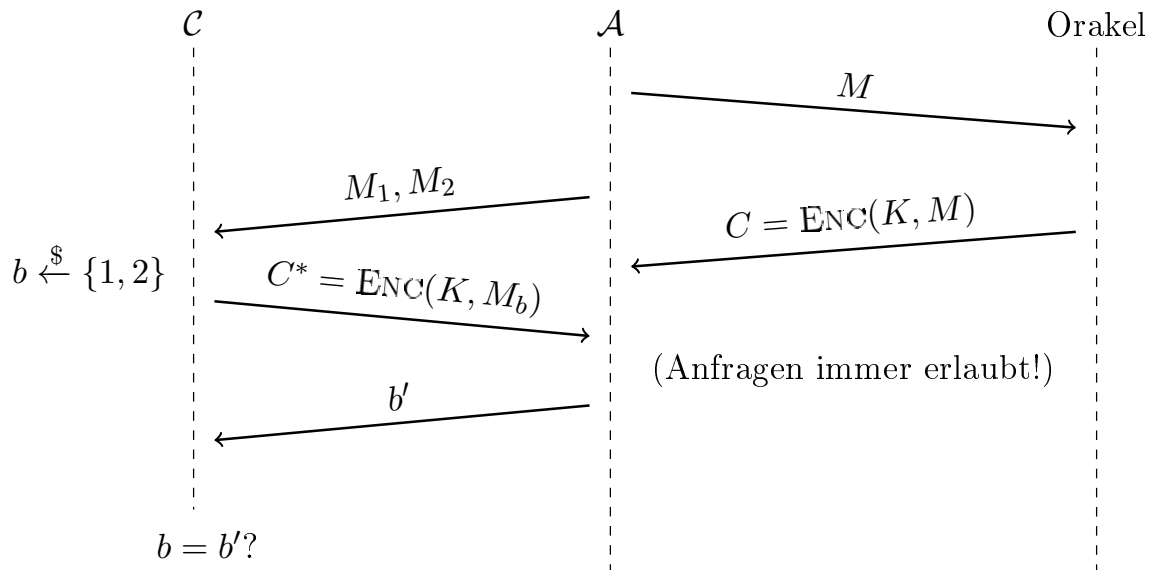 𝒞 𝒜 Orakel
M
M₁, M₂
C = ENC(K, M)
b ←$ {1, 2}
C* = ENC(K, M_b)
(Anfragen immer erlaubt!)
b′
b = b′?